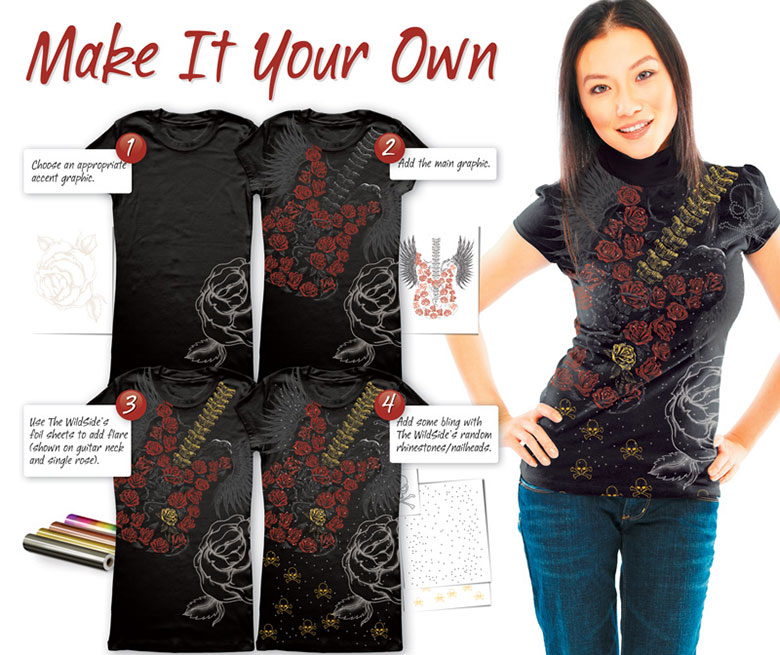 Make It Your Own
1
Choose an appropriate
accent graphic.
2
Add the main graphic.
3
Use The WildSide's
foil sheets to add flare
(shown on guitar neck
and single rose).
4
Add some bling with
The WildSide's random
rhinestones/nailheads.